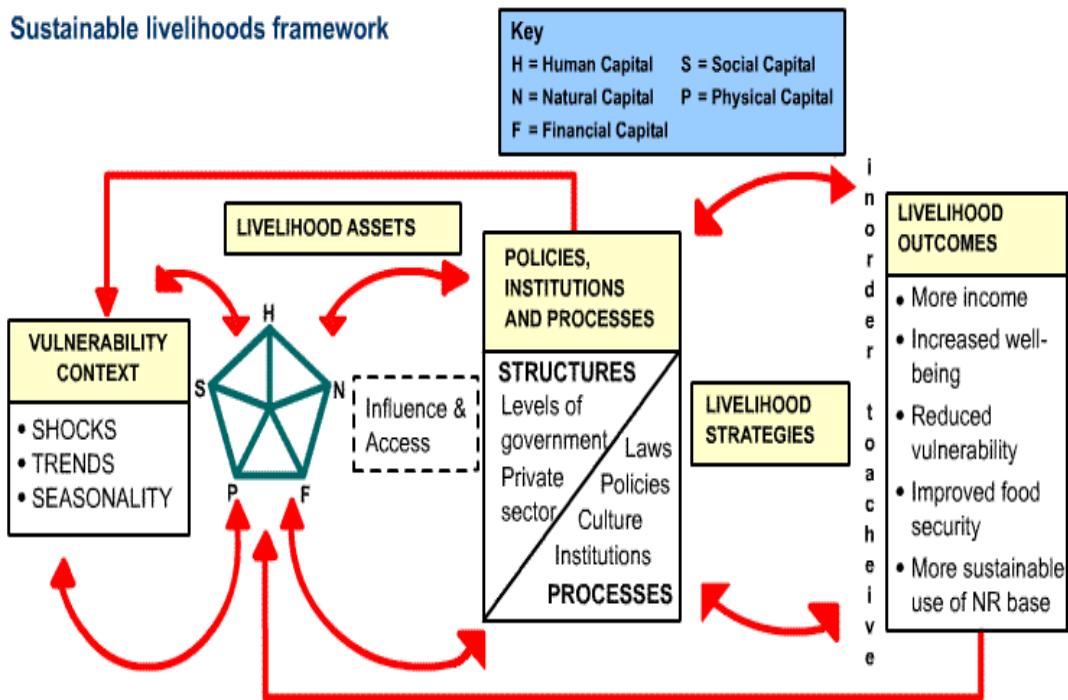 Sustainable livelihoods framework
Key
H = Human Capital S = Social Capital
N = Natural Capital P = Physical Capital
F = Financial Capital
LIVELIHOOD ASSETS
VULNERABILITY
CONTEXT
• SHOCKS
• TRENDS
• SEASONALITY
H
S
N
P
F
Influence &
Access
POLICIES,
INSTITUTIONS
AND PROCESSES
STRUCTURES
Levels of
government
Private
sector
Laws
Policies
Culture
Institutions
PROCESSES
LIVELIHOOD
STRATEGIES
inorder toacheive
LIVELIHOOD
OUTCOMES
• More income
• Increased well-
being
• Reduced
vulnerability
• Improved food
security
• More sustainable
use of NR base